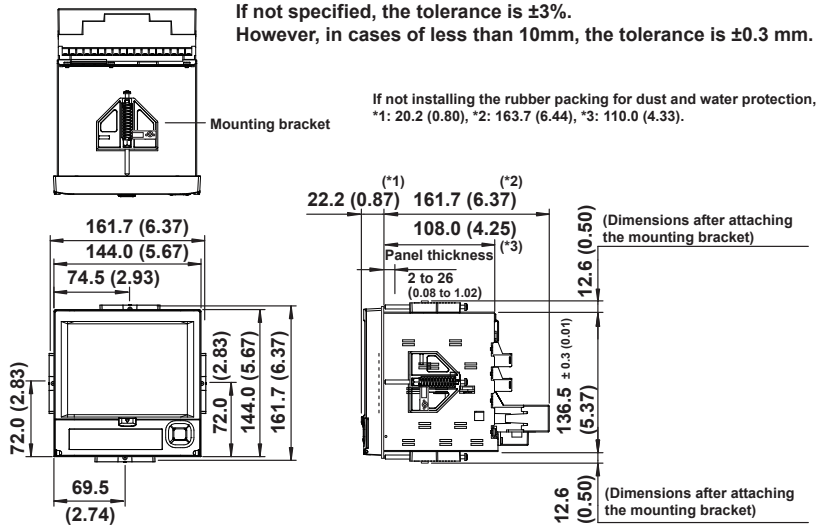 If not specified, the tolerance is ±3%.
However, in cases of less than 10mm, the tolerance is ±0.3 mm.
If not installing the rubber packing for dust and water protection,
*1: 20.2 (0.80), *2: 163.7 (6.44), *3: 110.0 (4.33).
Mounting bracket
(*1) (*2)
22.2 (0.87) 161.7 (6.37)
108.0 (4.25)
(*3)
Panel thickness
2 to 26
(0.08 to 1.02)
12.6 (0.50)
(Dimensions after attaching
the mounting bracket)
136.5 ± 0.3 (0.01)
(5.37)
12.6
(0.50)
(Dimensions after attaching
the mounting bracket)
161.7 (6.37)
144.0 (5.67)
74.5 (2.93)
72.0 (2.83)
72.0 (2.83)
144.0 (5.67)
161.7 (6.37)
69.5
(2.74)